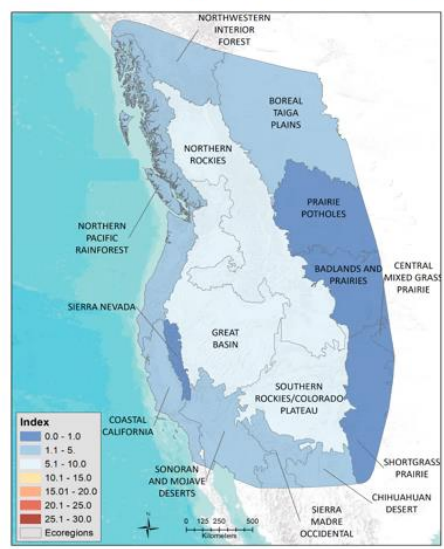 NORTHWESTERN
INTERIOR
FOREST
BOREAL
TAIGA
PLAINS
NORTHERN
ROCKIES
PRAIRIE
POTHOLES
NORTHERN
PACIFIC
RAINFOREST
BADLANDS AND
PRAIRIES
CENTRAL
MIXED GRASS
PRAIRIE
SIERRA NEVADA
GREAT
BASIN
SOUTHERN
ROCKIES/COLORADO
PLATEAU
COASTAL
CALIFORNIA
SONORAN
AND MOJAVE
DESERTS
SHORTGRASS
PRAIRIE
CHIHUAHUAN
DESERT
SIERRA
MADRE
OCCIDENTAL
Index
0.0 - 1.0
1.1 - 5.
5.1 - 10.0
10.1 - 15.0
15.01 - 20.0
20.1 - 25.0
25.1 - 30.0
Ecoregions
0 125 250 500
Kilometers